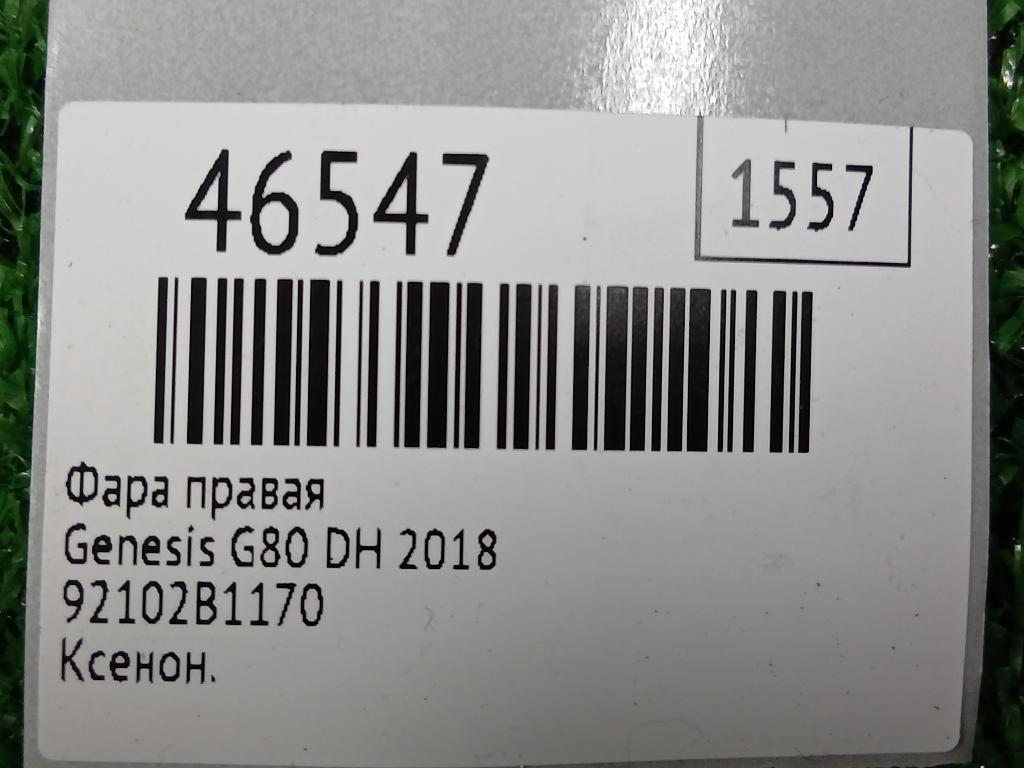 46547
1557
Фара правая
Genesis G80 DH 2018
92102B1170
Ксенон.